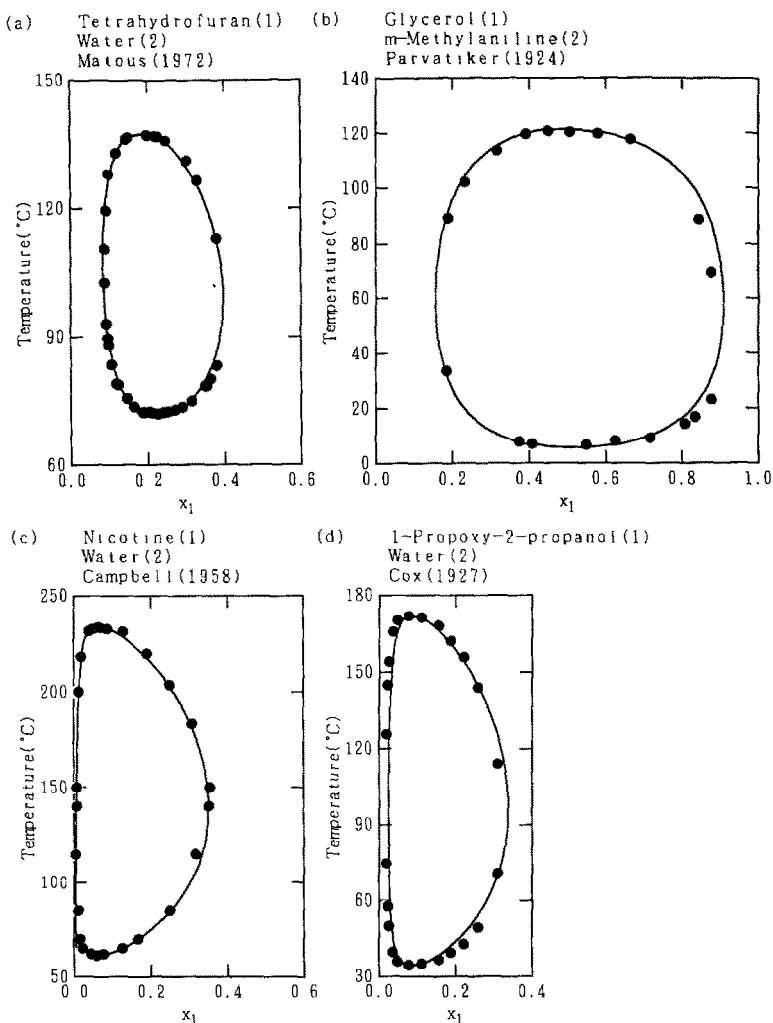 (a) Tetrahydrofuran(1)
Water(2)
Matous(1972)
150
120
90
60
Temperature(°C)
0.0 0.2 0.4 0.6
x₁
(b) Glycerol(1)
m-Methylaniline(2)
Parvatiker(1924)
140
120
100
80
60
40
20
0
Temperature(°C)
0.0 0.2 0.4 0.6 0.8 1.0
x₁
(c) Nicotine(1)
Water(2)
Campbell(1958)
250
200
150
100
50
Temperature(°C)
0 0 0.2 0.4 0.6
x₁
(d) 1-Propoxy-2-propanol(1)
Water(2)
Cox(1927)
180
150
120
90
60
30
Temperature(°C)
0.0 0.2 0.4
x₁